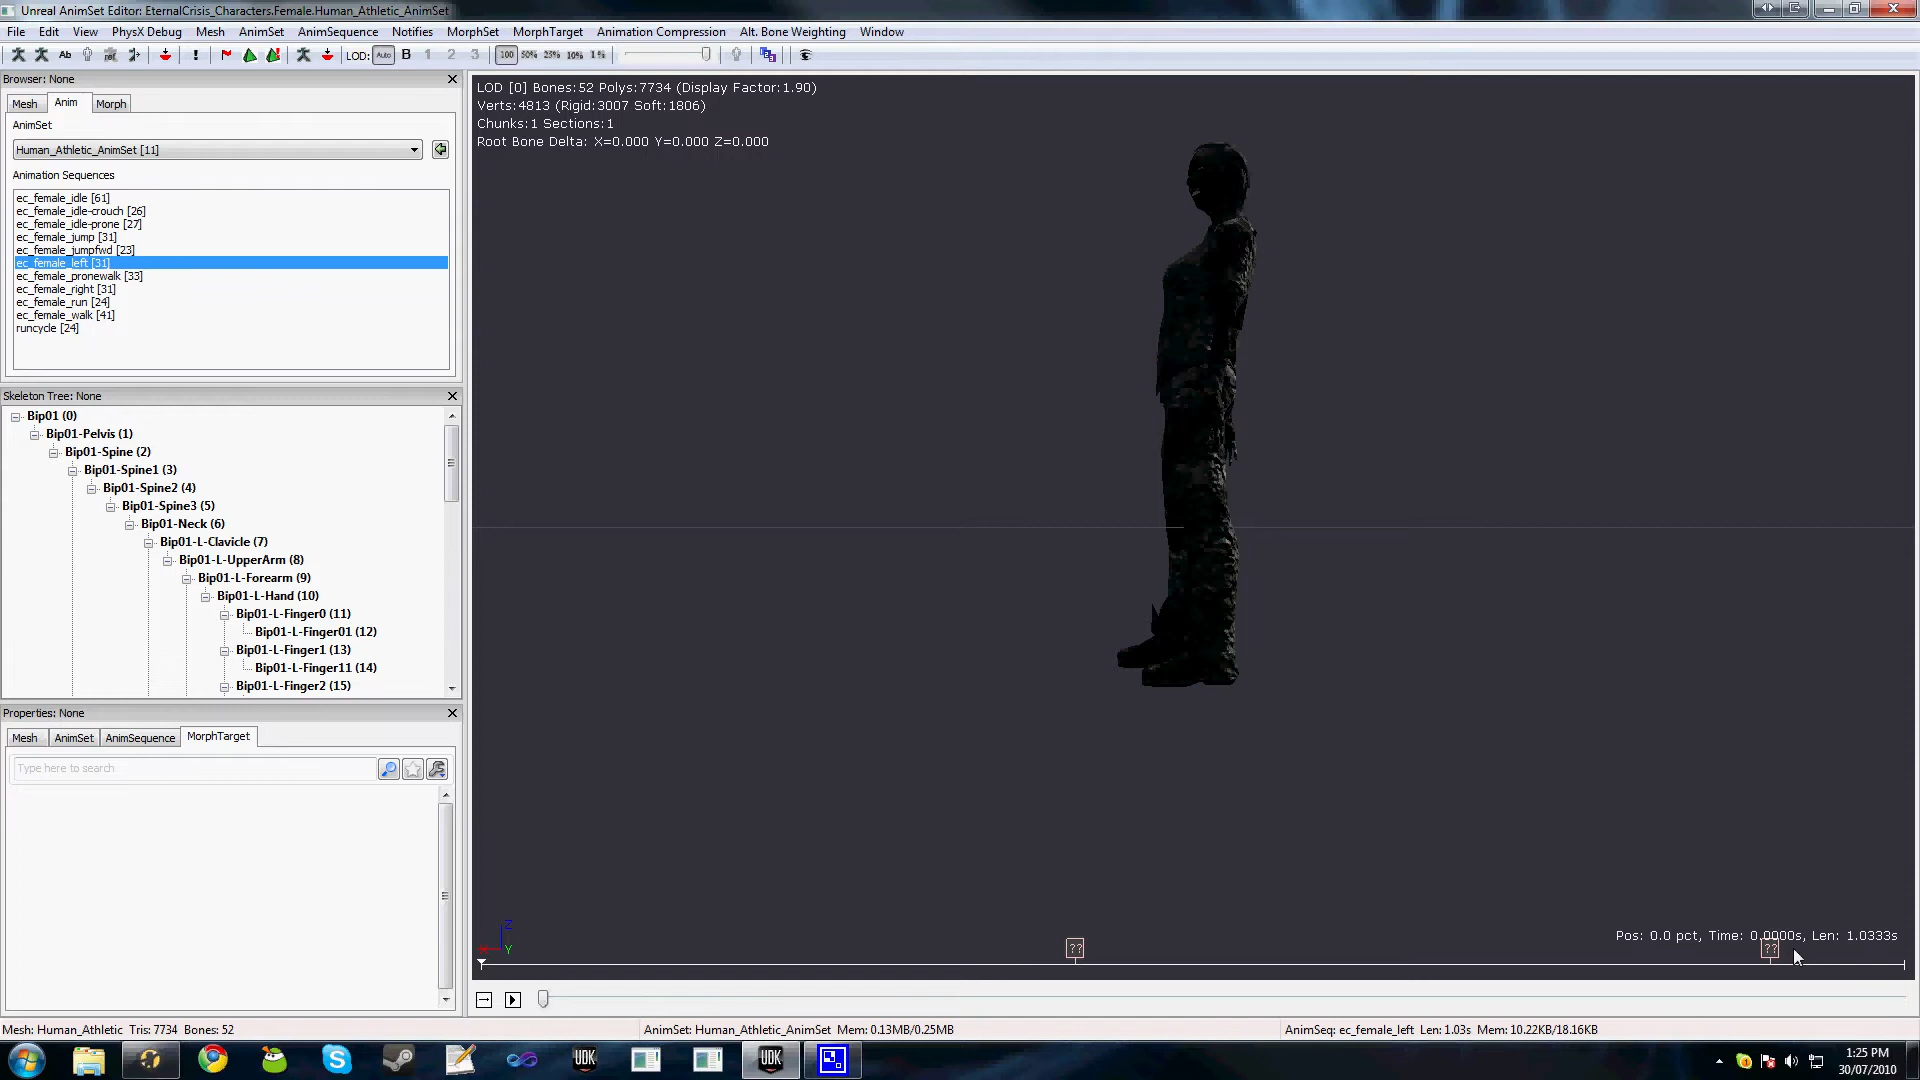 Unreal AnimSet Editor: EternalCrisis_Characters.Female.Human_Athletic_AnimSet
File Edit View PhysX Debug Mesh AnimSet AnimSequence Notifies MorphSet MorphTarget Animation Compression Alt. Bone Weighting Window
Ab LOD: Auto B 1 2 3 100 50% 25% 10% 1%
Browser: None
Mesh Anim Morph
AnimSet
Human_Athletic_AnimSet [11]
Animation Sequences
ec_female_idle [61]
ec_female_idle-crouch [26]
ec_female_idle-prone [27]
ec_female_jump [31]
ec_female_jumpfwd [23]
ec_female_left [31]
ec_female_pronewalk [33]
ec_female_right [31]
ec_female_run [24]
ec_female_walk [41]
runcycle [24]
LOD [0] Bones:52 Polys:7734 (Display Factor:1.90)
Verts:4813 (Rigid:3007 Soft:1806)
Chunks:1 Sections:1
Root Bone Delta: X=0.000 Y=0.000 Z=0.000
Skeleton Tree: None
Bip01 (0)
Bip01-Pelvis (1)
Bip01-Spine (2)
Bip01-Spine1 (3)
Bip01-Spine2 (4)
Bip01-Spine3 (5)
Bip01-Neck (6)
Bip01-L-Clavicle (7)
Bip01-L-UpperArm (8)
Bip01-L-Forearm (9)
Bip01-L-Hand (10)
Bip01-L-Finger0 (11)
Bip01-L-Finger01 (12)
Bip01-L-Finger1 (13)
Bip01-L-Finger11 (14)
Bip01-L-Finger2 (15)
Properties: None
Mesh AnimSet AnimSequence MorphTarget
Type here to search
Z
X Y
Pos: 0.0 pct, Time: 0.0000s, Len: 1.0333s
?? ??
Mesh: Human_Athletic Tris: 7734 Bones: 52
AnimSet: Human_Athletic_AnimSet Mem: 0.13MB/0.25MB
AnimSeq: ec_female_left Len: 1.03s Mem: 10.22KB/18.16KB
UDK UDK
1:25 PM
30/07/2010